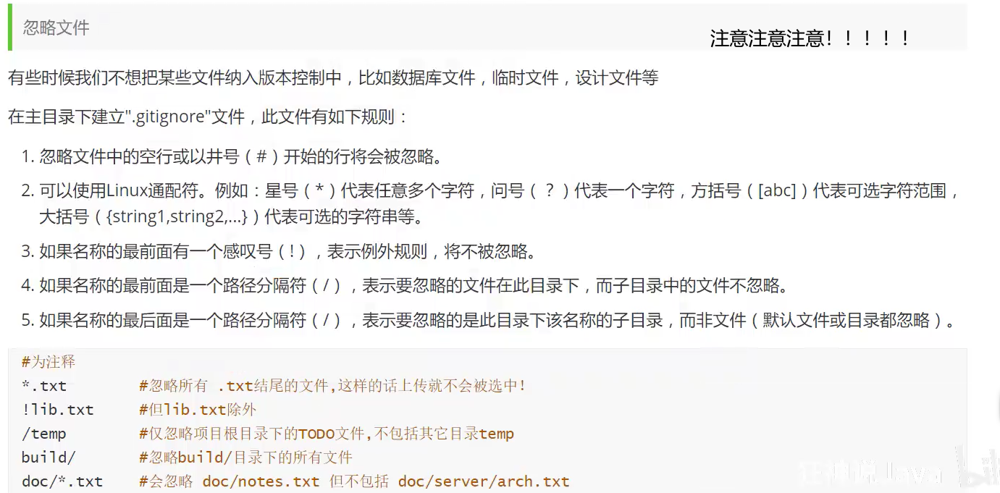 忽略文件
注意注意注意！！！！！
有些时候我们不想把某些文件纳入版本控制中，比如数据库文件，临时文件，设计文件等
在主目录下建立".gitignore"文件，此文件有如下规则：
1. 忽略文件中的空行或以井号（#）开始的行将会被忽略。
2. 可以使用Linux通配符。例如：星号（*）代表任意多个字符，问号（？）代表一个字符，方括号（[abc]）代表可选字符范围，
大括号（{string1,string2,...}）代表可选的字符串等。
3. 如果名称的最前面有一个感叹号（!），表示例外规则，将不被忽略。
4. 如果名称的最前面是一个路径分隔符（/），表示要忽略的文件在此目录下，而子目录中的文件不忽略。
5. 如果名称的最后面是一个路径分隔符（/），表示要忽略的是此目录下该名称的子目录，而非文件（默认文件或目录都忽略）。
#为注释
*.txt #忽略所有 .txt结尾的文件,这样的话上传就不会被选中！
!lib.txt #但lib.txt除外
/temp #仅忽略项目根目录下的TODO文件,不包括其它目录temp
build/ #忽略build/目录下的所有文件
doc/*.txt #会忽略 doc/notes.txt 但不包括 doc/server/arch.txt
狂神说Java